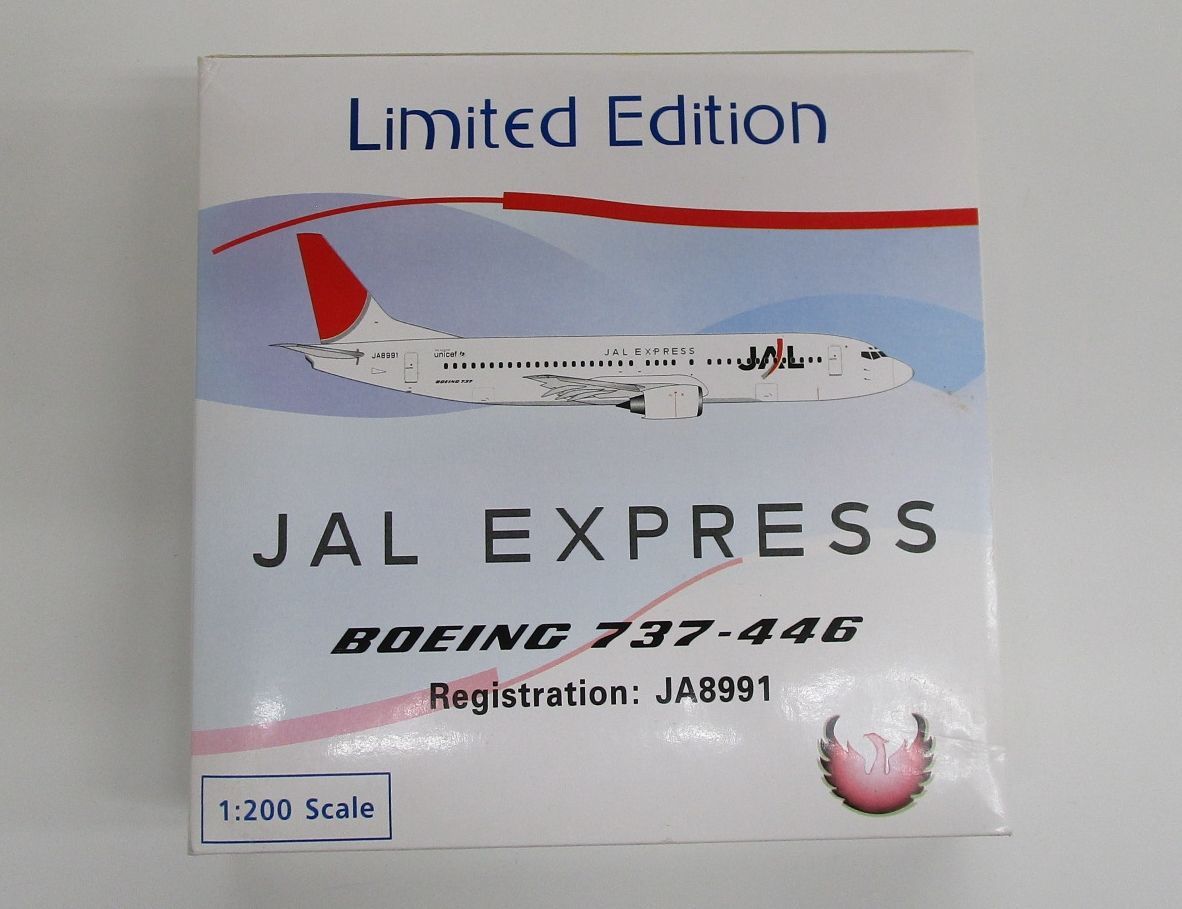 Limited Edition
JA8991
unicef
JAL EXPRESS
JAL
BOEING 737
JAL EXPRESS
BOEING 737-446
Registration: JA8991
1:200 Scale